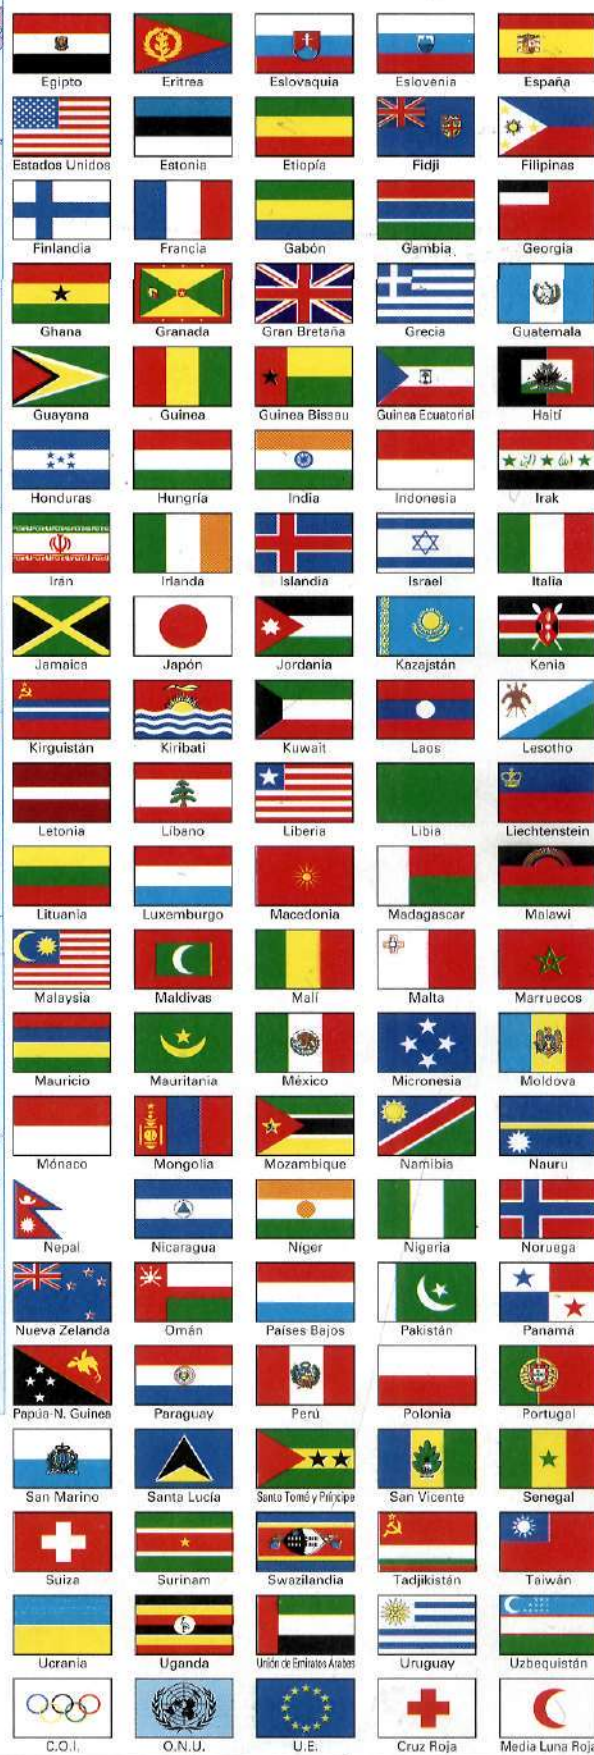 Egipto Eritrea Eslovaquia Eslovenia España
Estados Unidos Estonia Etiopía Fidji Filipinas
Finlandia Francia Gabón Gambia Georgia
Ghana Granada Gran Bretaña Grecia Guatemala
Guayana Guinea Guinea Bissau Guinea Ecuatorial Haití
Honduras Hungría India Indonesia Irak
Irán Irlanda Islandia Israel Italia
Jamaica Japón Jordania Kazajstán Kenia
Kirguistán Kiribati Kuwait Laos Lesotho
Letonia Líbano Liberia Libia Liechtenstein
Lituania Luxemburgo Macedonia Madagascar Malawi
Malaysia Maldivas Malí Malta Marruecos
Mauricio Mauritania México Micronesia Moldova
Mónaco Mongolia Mozambique Namibia Nauru
Nepal Nicaragua Níger Nigeria Noruega
Nueva Zelanda Omán Países Bajos Pakistán Panamá
Papúa-N. Guinea Paraguay Perú Polonia Portugal
San Marino Santa Lucía Santo Tomé y Príncipe San Vicente Senegal
Suiza Surinam Swazilandia Tadjikistán Taiwán
Ucrania Uganda Unión de Emiratos Arabes Uruguay Uzbequistán
C.O.I. O.N.U. U.E. Cruz Roja Media Luna Roja